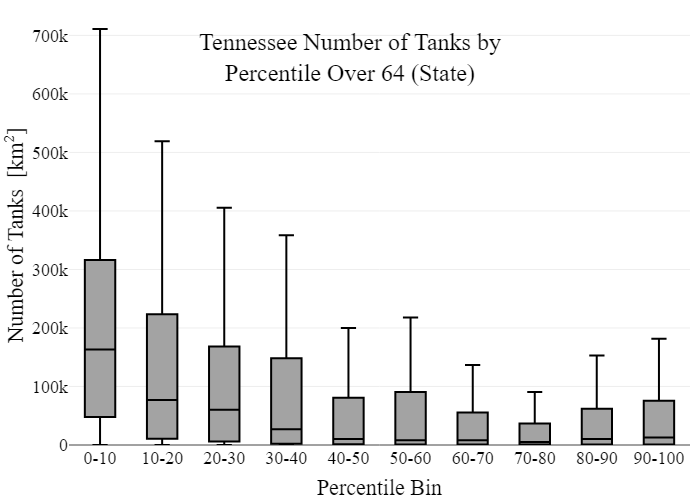 Tennessee Number of Tanks by
Percentile Over 64 (State)
Number of Tanks [km²]
700k
600k
500k
400k
300k
200k
100k
0
0-10 10-20 20-30 30-40 40-50 50-60 60-70 70-80 80-90 90-100
Percentile Bin